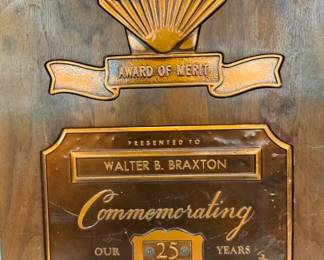 AWARD OF MERIT
PRESENTED TO
WALTER B. BRAXTON
Commemorating
OUR 25 YEARS